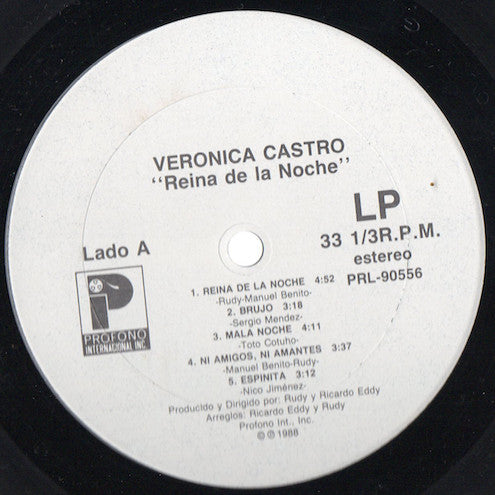 VERONICA CASTRO
"Reina de la Noche"
LP
Lado A
33 1/3R.P.M.
estereo
PRL-90556
PROFONO
INTERNACIONAL INC.
1. REINA DE LA NOCHE 4:52
-Rudy-Manuel Benito-
2. BRUJO 3:18
-Sergio Mendez-
3. MALA NOCHE 4:11
-Toto Cotuho-
4. NI AMIGOS, NI AMANTES 3:37
-Manuel Benito-Rudy-
5. ESPINITA 3:12
-Nico Jiménez-
Producido y Dirigido por: Rudy y Ricardo Eddy
Arreglos: Ricardo Eddy y Rudy
Profono Int., Inc.
© ℗ 1988